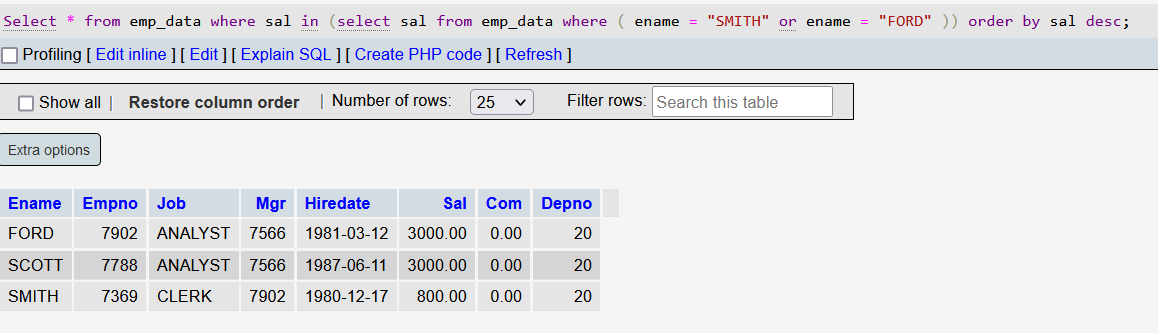 Select * from emp_data where sal in (select sal from emp_data where ( ename = "SMITH" or ename = "FORD" )) order by sal desc;
Profiling [ Edit inline ] [ Edit ] [ Explain SQL ] [ Create PHP code ] [ Refresh ]
Show all | Restore column order | Number of rows: 25 Filter rows: Search this table
Extra options
Ename Empno Job Mgr Hiredate Sal Com Depno
FORD 7902 ANALYST 7566 1981-03-12 3000.00 0.00 20
SCOTT 7788 ANALYST 7566 1987-06-11 3000.00 0.00 20
SMITH 7369 CLERK 7902 1980-12-17 800.00 0.00 20